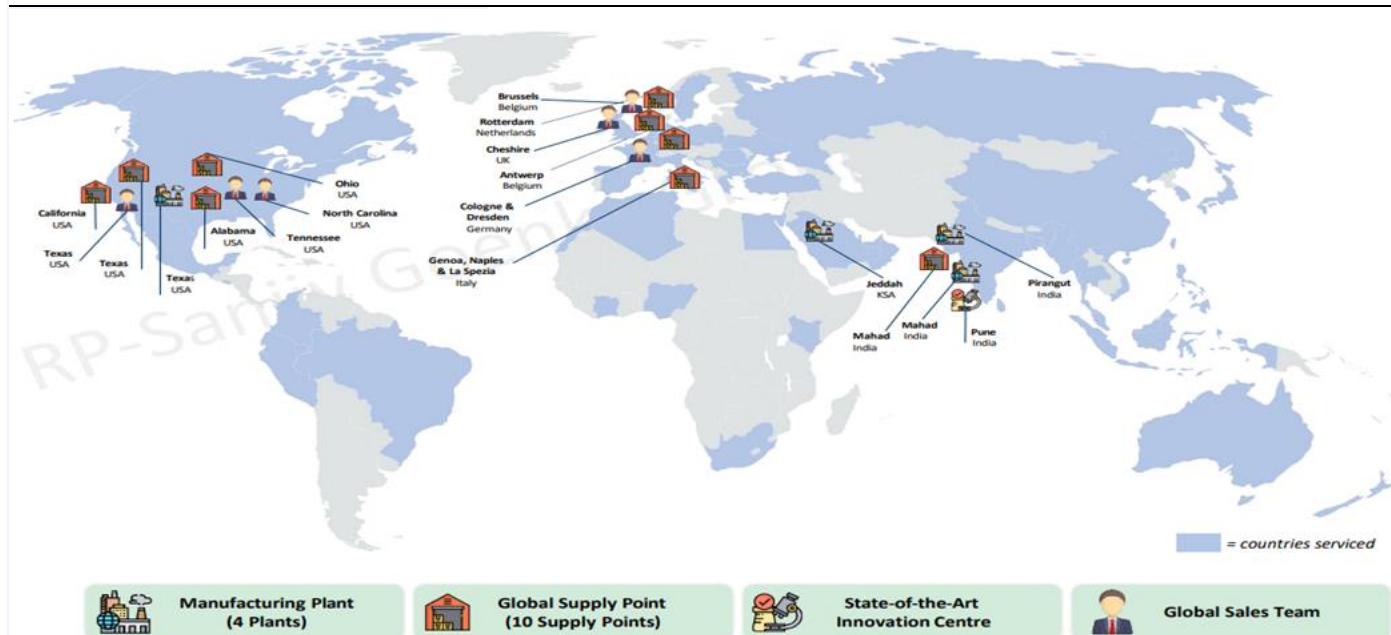 Brussels
Belgium
Rotterdam
Netherlands
Cheshire
UK
Antwerp
Belgium
Cologne &
Dresden
Germany
Genoa, Naples
& La Spezia
Italy
Ohio
USA
California
USA
North Carolina
USA
Alabama
USA
Tennessee
USA
Texas
USA
Texas
USA
Texas
USA
Jeddah
KSA
Pirangut
India
Mahad
India
Mahad
India
Pune
India
RP-Sanjiv Goenka
= countries serviced
Manufacturing Plant
(4 Plants)
Global Supply Point
(10 Supply Points)
State-of-the-Art
Innovation Centre
Global Sales Team